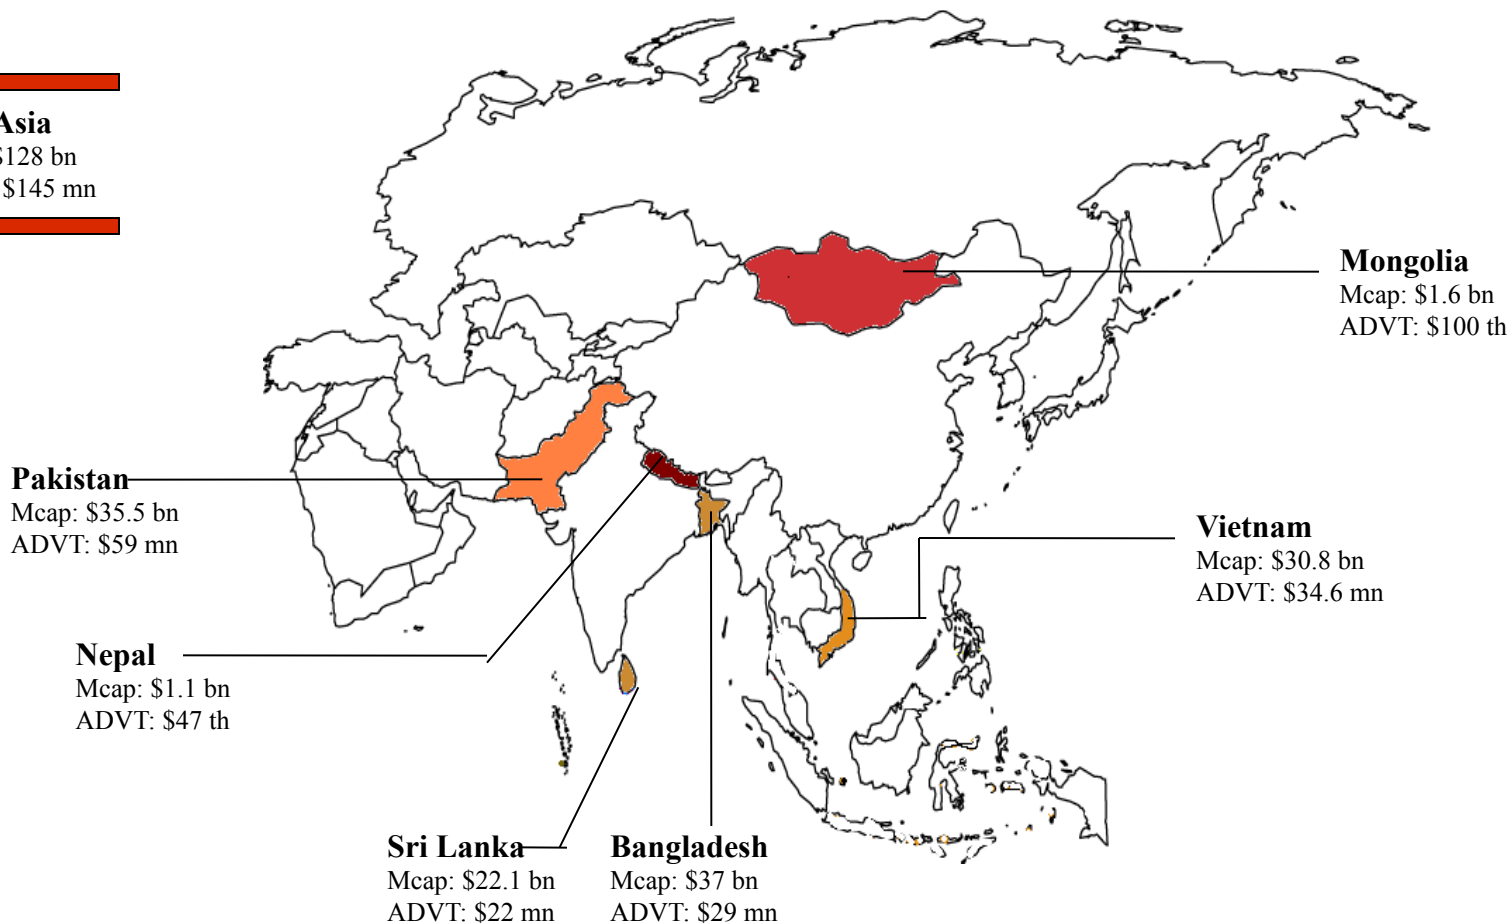 Asia
$128 bn
$145 mn
Mongolia
Mcap: $1.6 bn
ADVT: $100 th
Pakistan
Mcap: $35.5 bn
ADVT: $59 mn
Vietnam
Mcap: $30.8 bn
ADVT: $34.6 mn
Nepal
Mcap: $1.1 bn
ADVT: $47 th
Sri Lanka
Mcap: $22.1 bn
ADVT: $22 mn
Bangladesh
Mcap: $37 bn
ADVT: $29 mn